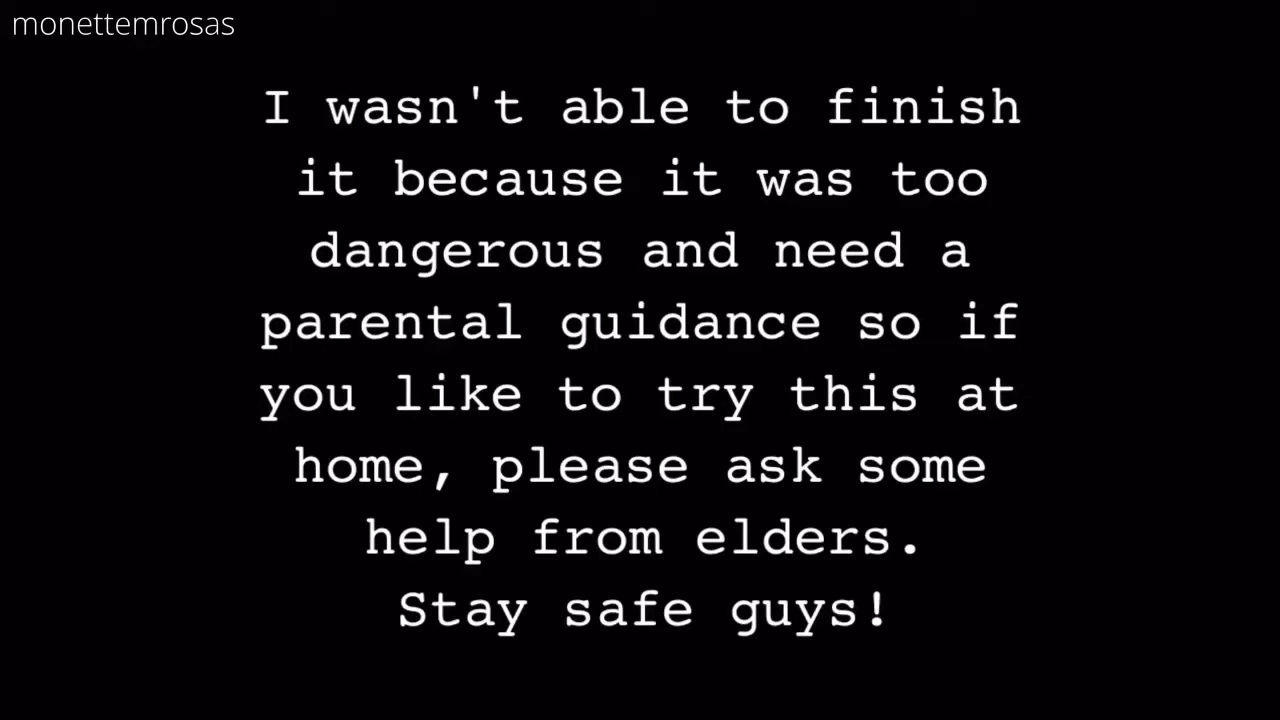 monettemrosas
I wasn't able to finish
it because it was too
dangerous and need a
parental guidance so if
you like to try this at
home, please ask some
help from elders.
Stay safe guys!